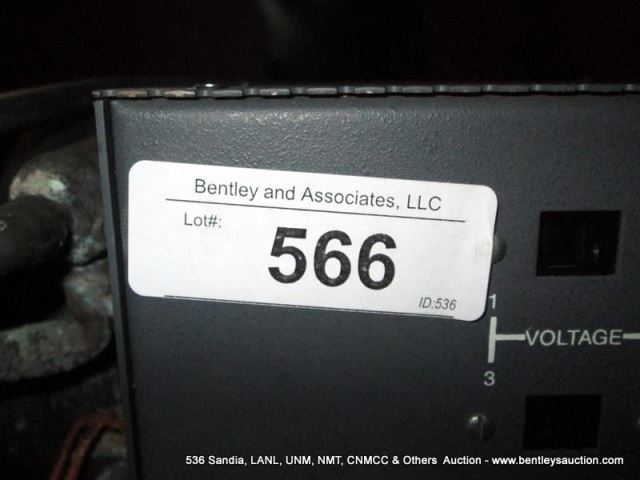 Bentley and Associates, LLC
Lot#:
566
ID:536
1
VOLTAGE
3
536 Sandia, LANL, UNM, NMT, CNMCC & Others Auction - www.bentleysauction.com